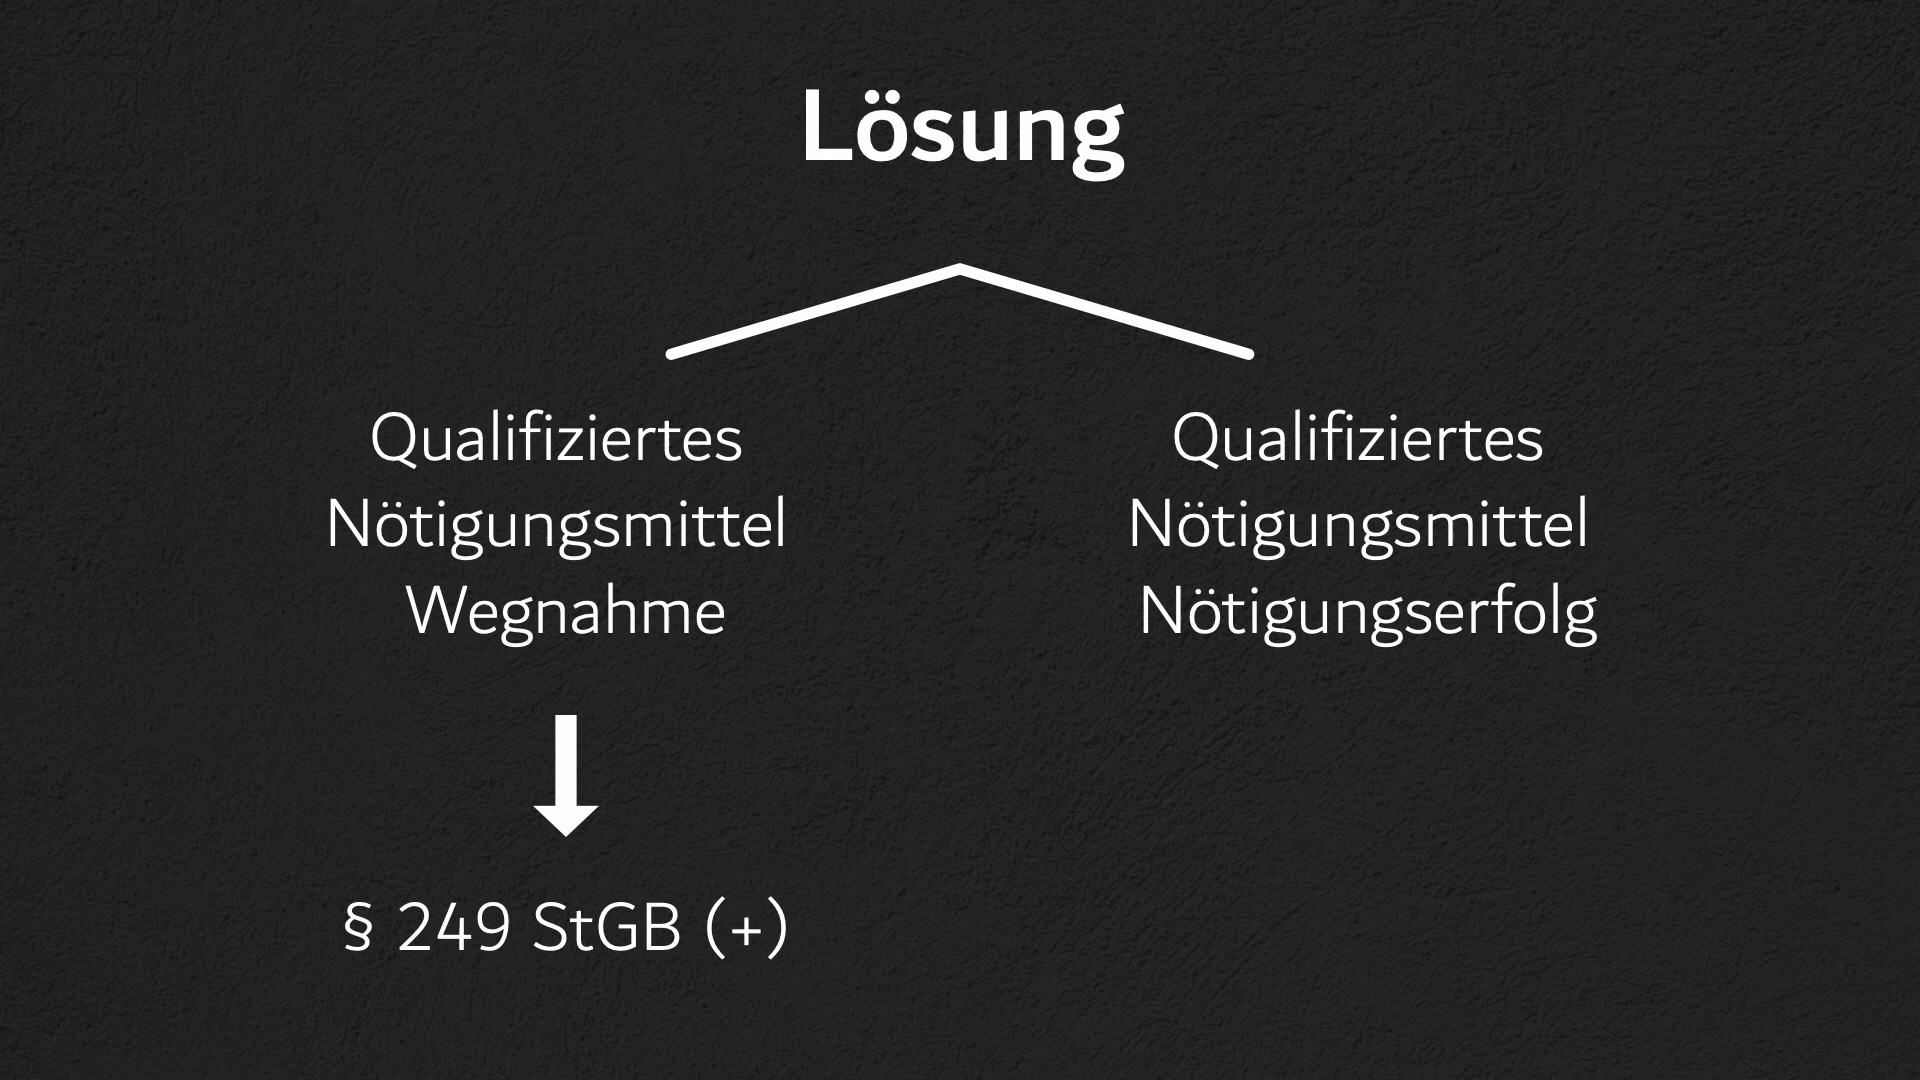 Lösung
Qualifiziertes
Nötigungsmittel
Wegnahme
Qualifiziertes
Nötigungsmittel
Nötigungserfolg
§ 249 StGB (+)